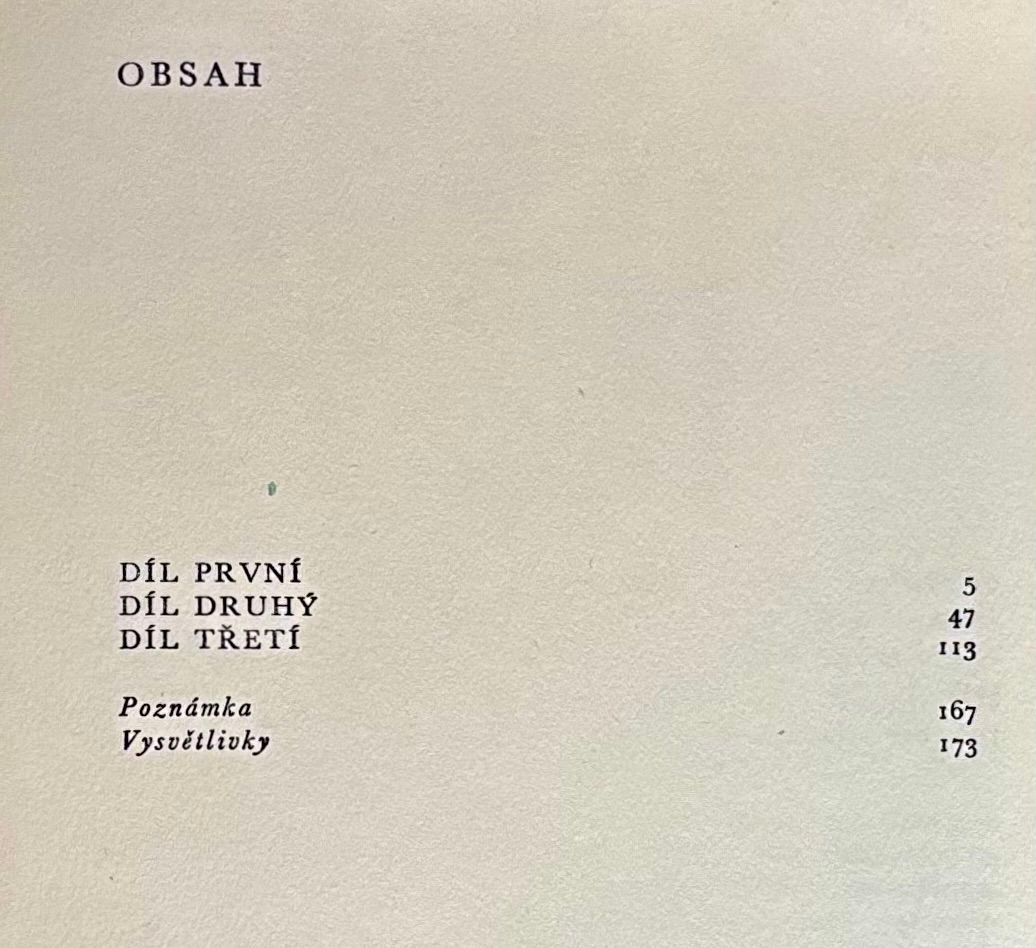 OBSAH
DÍL PRVNÍ 5
DÍL DRUHÝ 47
DÍL TŘETÍ 113
Poznámka 167
Vysvětlivky 173